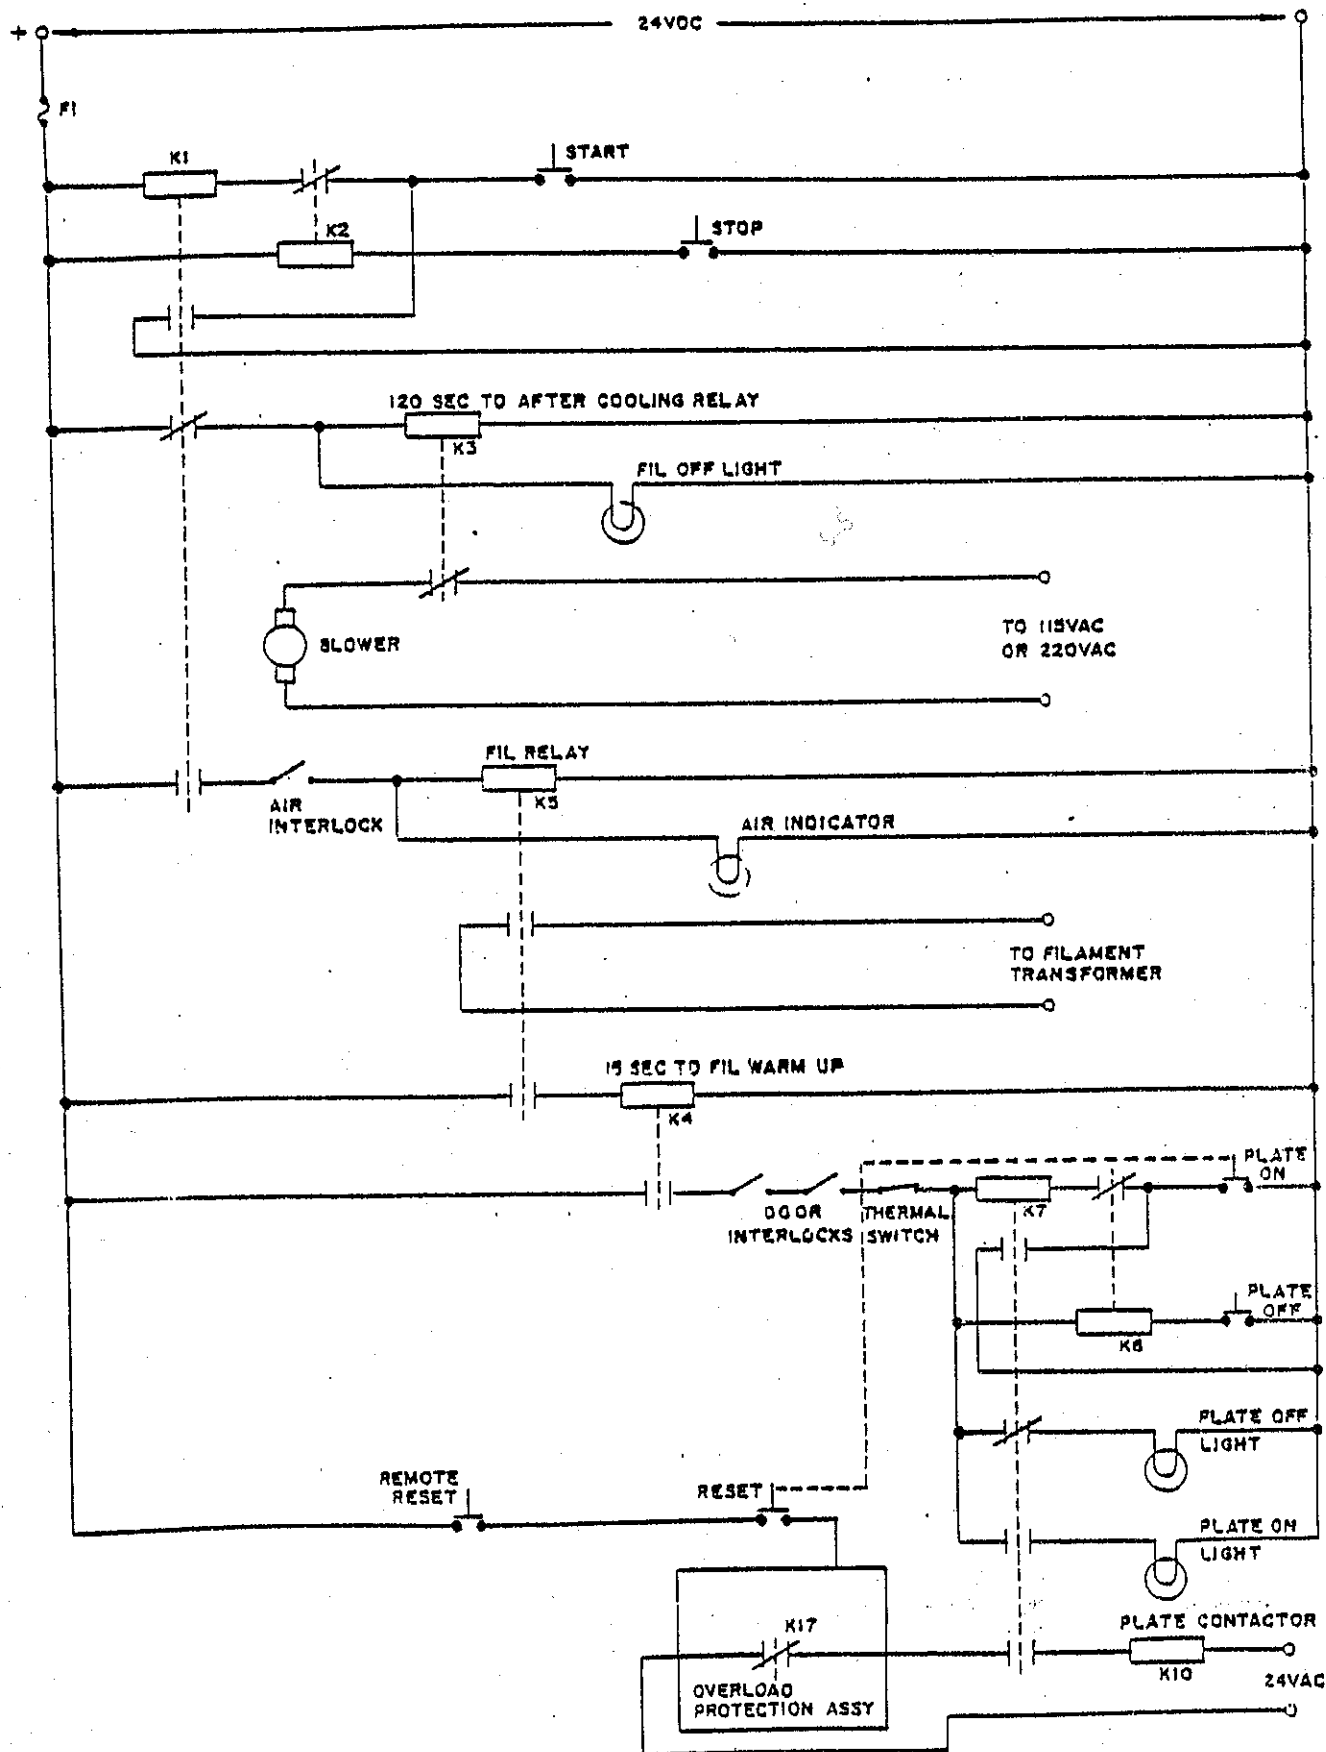 + 24VDC
F1
K1
START
K2
STOP
120 SEC TO AFTER COOLING RELAY
K3
FIL OFF LIGHT
BLOWER
TO 115VAC
OR 220VAC
FIL RELAY
K5
AIR
INTERLOCK
AIR INDICATOR
TO FILAMENT
TRANSFORMER
15 SEC TO FIL WARM UP
K4
PLATE
ON
K7
DOOR
INTERLOCKS
THERMAL
SWITCH
PLATE
OFF
K6
PLATE OFF
LIGHT
REMOTE
RESET
RESET
PLATE ON
LIGHT
K17
PLATE CONTACTOR
K10
24VAC
OVERLOAD
PROTECTION ASSY